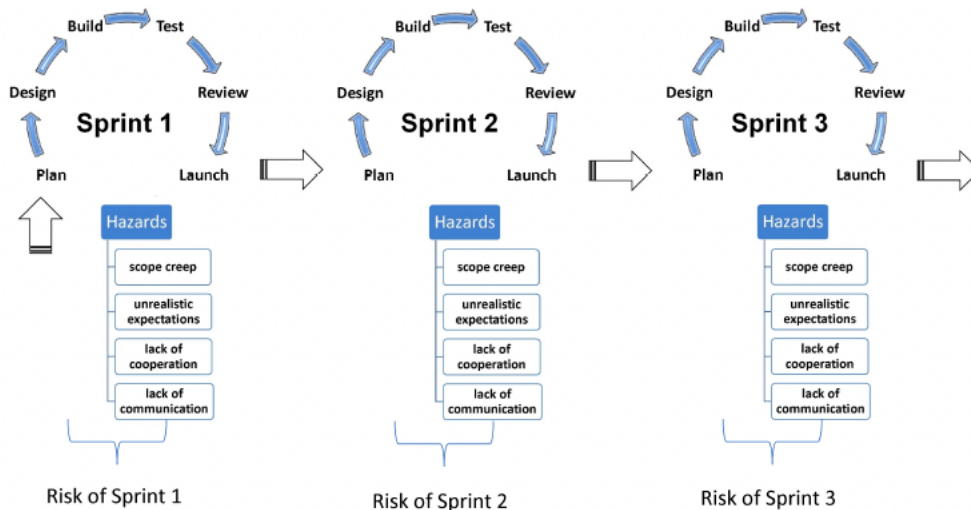 Build Test
Design Review
Sprint 1
Plan Launch
Hazards
scope creep
unrealistic
expectations
lack of
cooperation
lack of
communication
Risk of Sprint 1
Build Test
Design Review
Sprint 2
Plan Launch
Hazards
scope creep
unrealistic
expectations
lack of
cooperation
lack of
communication
Risk of Sprint 2
Build Test
Design Review
Sprint 3
Plan Launch
Hazards
scope creep
unrealistic
expectations
lack of
cooperation
lack of
communication
Risk of Sprint 3